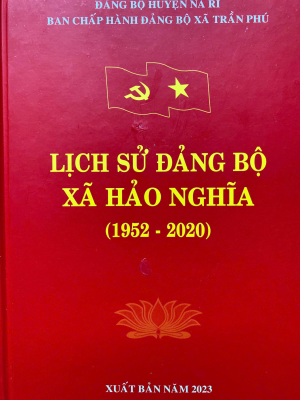 ĐẢNG BỘ HUYỆN NA RÌ
BAN CHẤP HÀNH ĐẢNG BỘ XÃ TRẦN PHÚ
LỊCH SỬ ĐẢNG BỘ
XÃ HẢO NGHĨA
(1952 - 2020)
XUẤT BẢN NĂM 2023